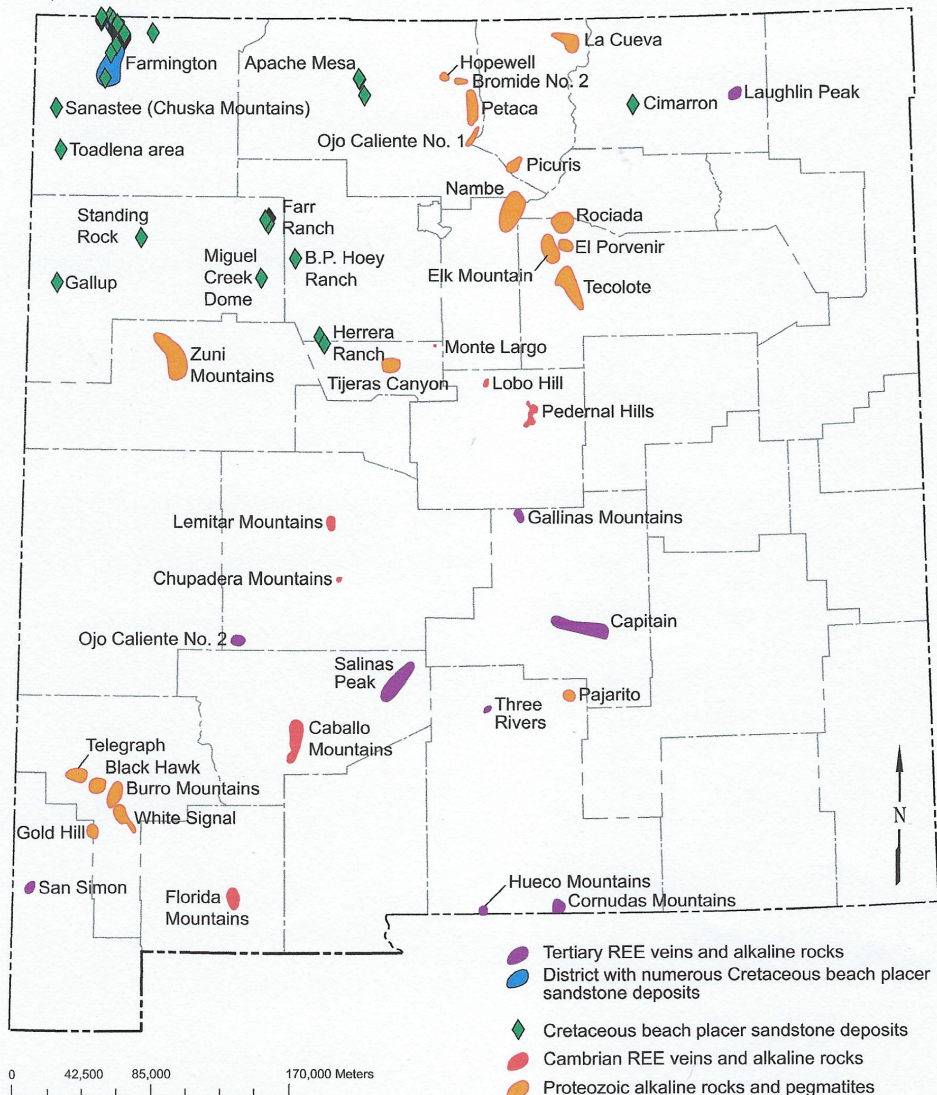 La Cueva
Farmington
Apache Mesa
Hopewell
Bromide No. 2
Laughlin Peak
Cimarron
Sanastee (Chuska Mountains)
Petaca
Ojo Caliente No. 1
Toadlena area
Picuris
Nambe
Standing
Rock
Farr
Ranch
Rociada
Miguel
Creek
Dome
B.P. Hoey
Ranch
El Porvenir
Elk Mountain
Gallup
Tecolote
Herrera
Ranch
Monte Largo
Zuni
Mountains
Tijeras Canyon
Lobo Hill
Pedernal Hills
Lemitar Mountains
Gallinas Mountains
Chupadera Mountains
Capitain
Ojo Caliente No. 2
Salinas
Peak
Pajarito
Three
Rivers
Caballo
Mountains
Telegraph
Black Hawk
Burro Mountains
White Signal
Gold Hill
N
San Simon
Florida
Mountains
Hueco Mountains
Cornudas Mountains
Tertiary REE veins and alkaline rocks
District with numerous Cretaceous beach placer
sandstone deposits
Cretaceous beach placer sandstone deposits
Cambrian REE veins and alkaline rocks
Proteozoic alkaline rocks and pegmatites
0 42,500 85,000 170,000 Meters